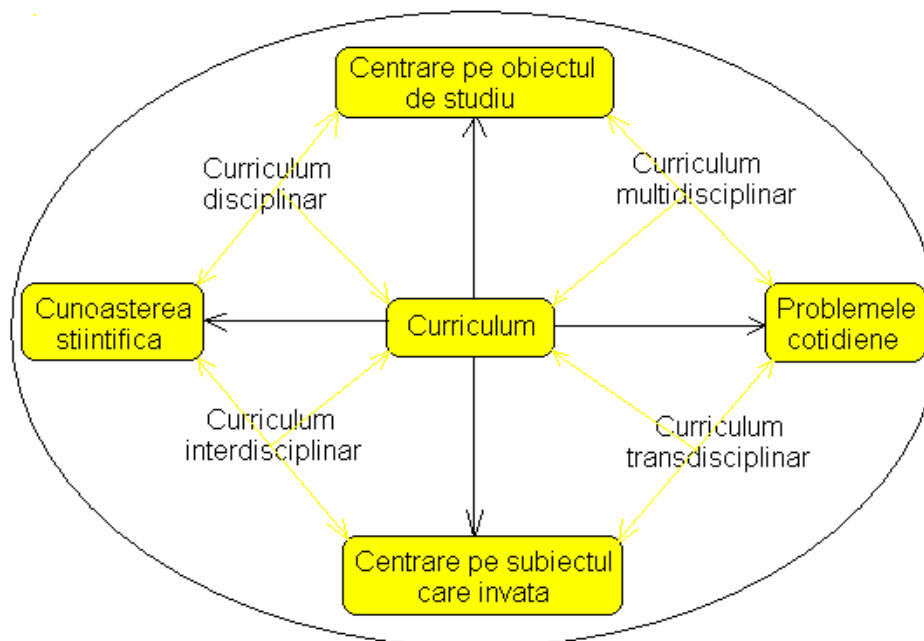 Centrare pe obiectul
de studiu
Curriculum
disciplinar
Curriculum
multidisciplinar
Cunoasterea
stiintifica
Curriculum
Problemele
cotidiene
Curriculum
interdisciplinar
Curriculum
transdisciplinar
Centrare pe subiectul
care invata